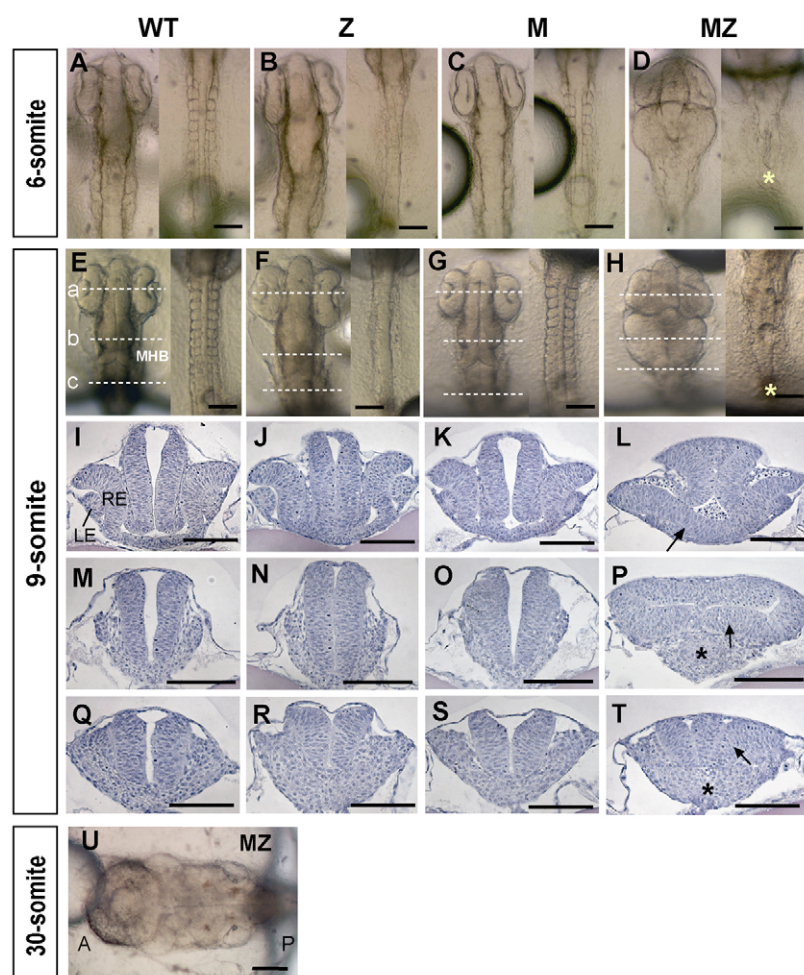 WT Z M MZ
6-somite
A B C D
*
9-somite
E F G H
a
b
MHB
c
*
I J K L
RE
LE
M N O P
*
Q R S T
*
30-somite
U MZ
A P